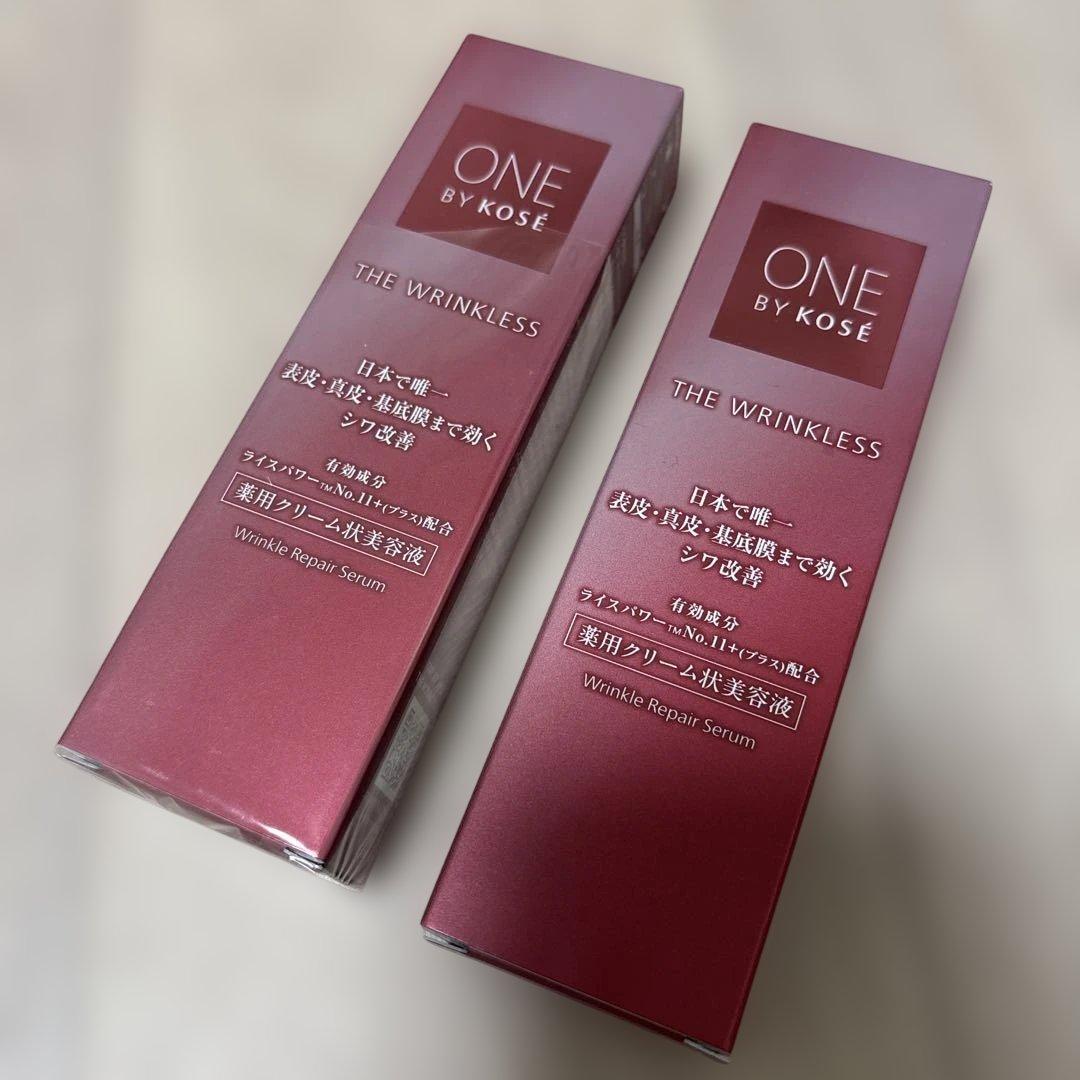 ONE
BY KOSÉ
THE WRINKLESS
日本で唯一
表皮・真皮・基底膜まで効く
シワ改善
有効成分
ライスパワー™No.11+(プラス)配合
薬用クリーム状美容液
Wrinkle Repair Serum
ONE
BY KOSÉ
THE WRINKLESS
日本で唯一
表皮・真皮・基底膜まで効く
シワ改善
有効成分
ライスパワー™No.11+(プラス)配合
薬用クリーム状美容液
Wrinkle Repair Serum